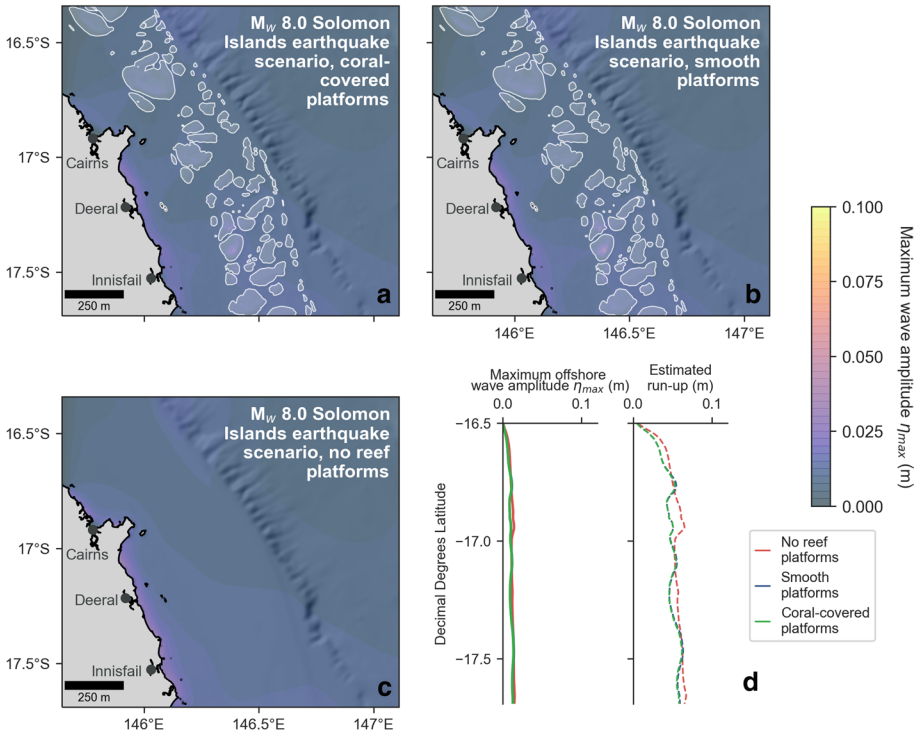 M_W 8.0 Solomon
Islands earthquake
scenario, coral-
covered
platforms
16.5°S
17°S
17.5°S
Cairns
Deeral
Innisfail
250 m
a
M_W 8.0 Solomon
Islands earthquake
scenario, smooth
platforms
Cairns
Deeral
Innisfail
250 m
b
146°E
146.5°E
147°E
0.100
0.075
0.050
0.025
0.000
Maximum wave amplitude η_max (m)
M_W 8.0 Solomon
Islands earthquake
scenario, no reef
platforms
16.5°S
17°S
17.5°S
Cairns
Deeral
Innisfail
250 m
c
146°E
146.5°E
147°E
Maximum offshore
wave amplitude η_max (m)
0.0
0.1
Estimated
run-up (m)
0.0
0.1
−16.5
−17.0
−17.5
Decimal Degrees Latitude
d
No reef
platforms
Smooth
platforms
Coral-covered
platforms